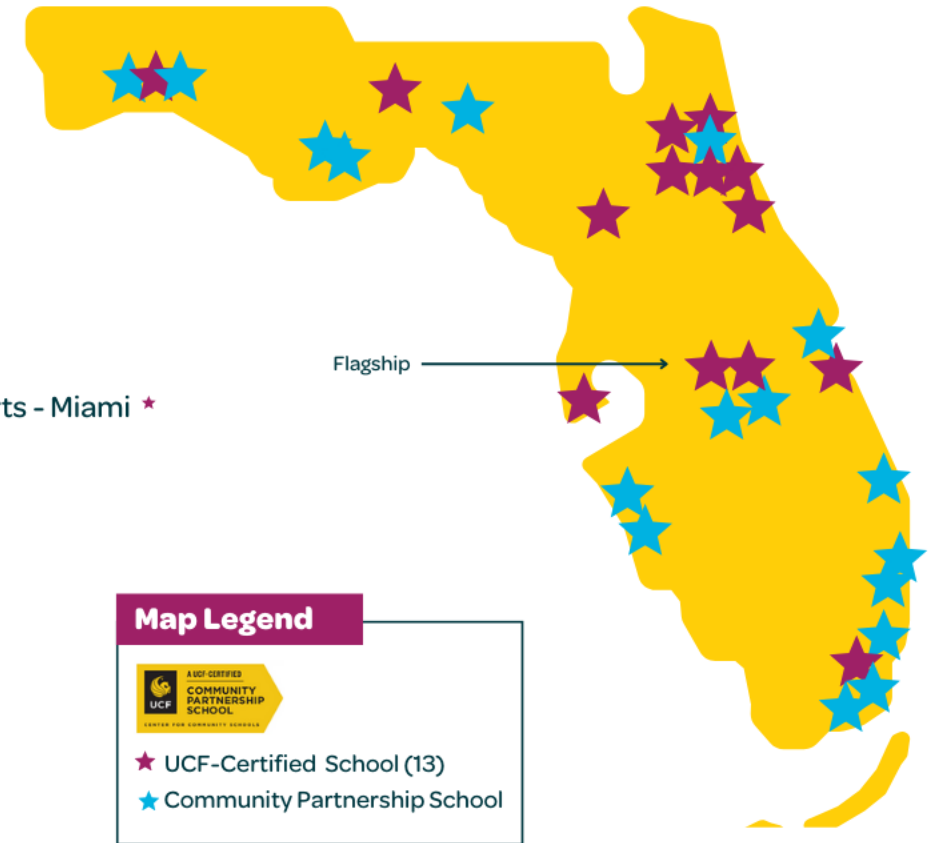 Flagship
ts - Miami
Map Legend
UCF
A UCF-CERTIFIED
COMMUNITY
PARTNERSHIP
SCHOOL
CENTER FOR COMMUNITY SCHOOLS
UCF-Certified School (13)
Community Partnership School